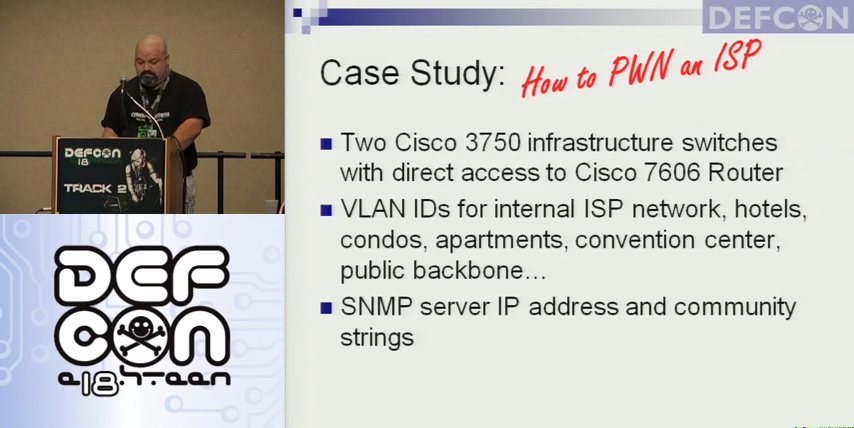 DEFCON
Case Study: How to PWN an ISP
Two Cisco 3750 infrastructure switches
with direct access to Cisco 7606 Router
VLAN IDs for internal ISP network, hotels,
condos, apartments, convention center,
public backbone…
SNMP server IP address and community
strings
DEFCON
18
TRACK 2
DEF
CON
e18h-teen